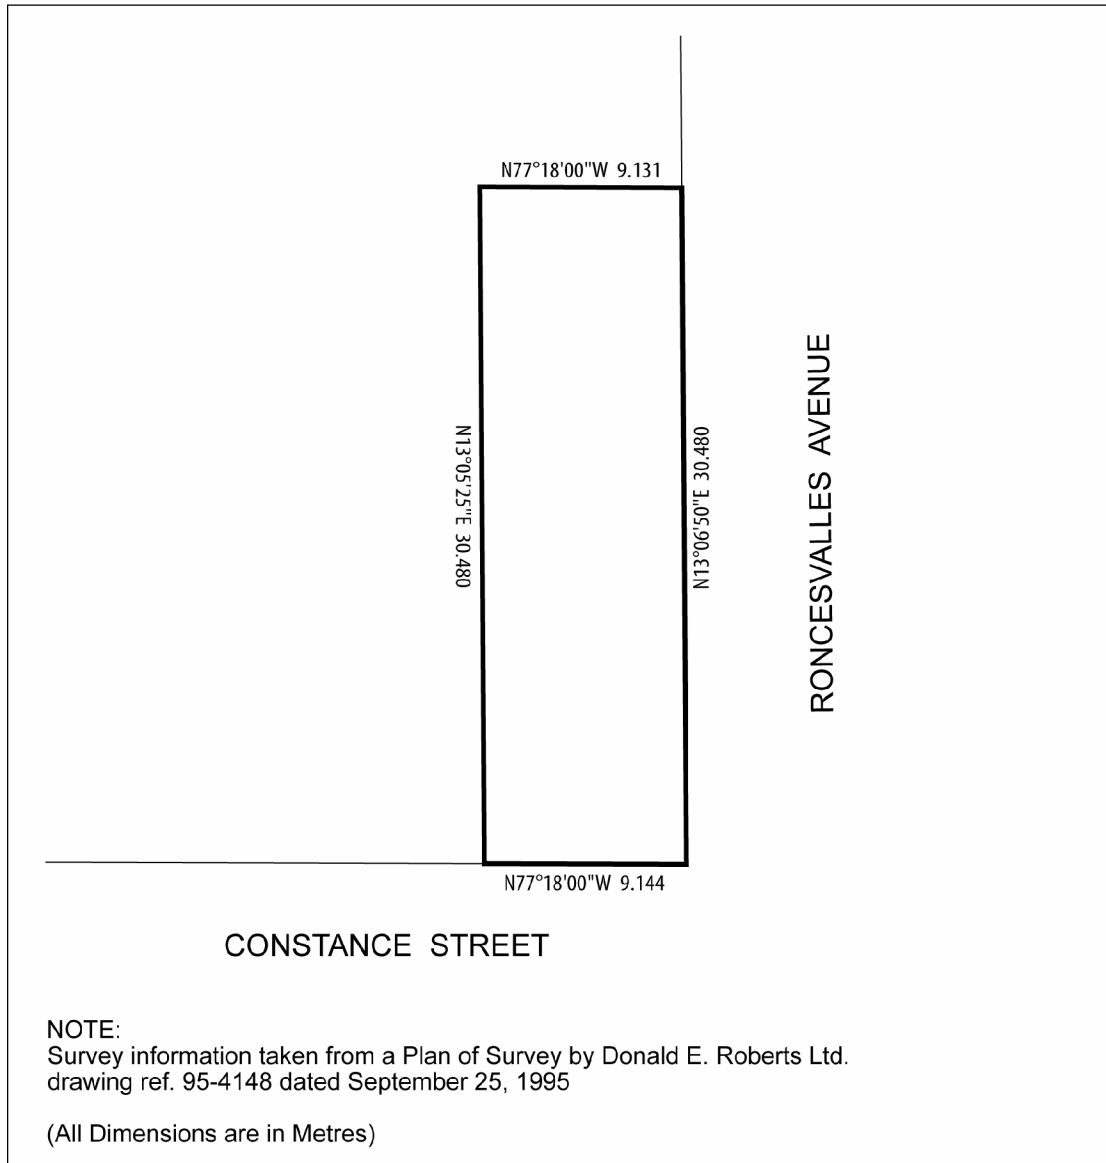 N77°18'00"W 9.131
N13°05'25"E 30.480
N13°06'50"E 30.480
RONCESVALLES AVENUE
N77°18'00"W 9.144
CONSTANCE STREET
NOTE:
Survey information taken from a Plan of Survey by Donald E. Roberts Ltd.
drawing ref. 95-4148 dated September 25, 1995
(All Dimensions are in Metres)